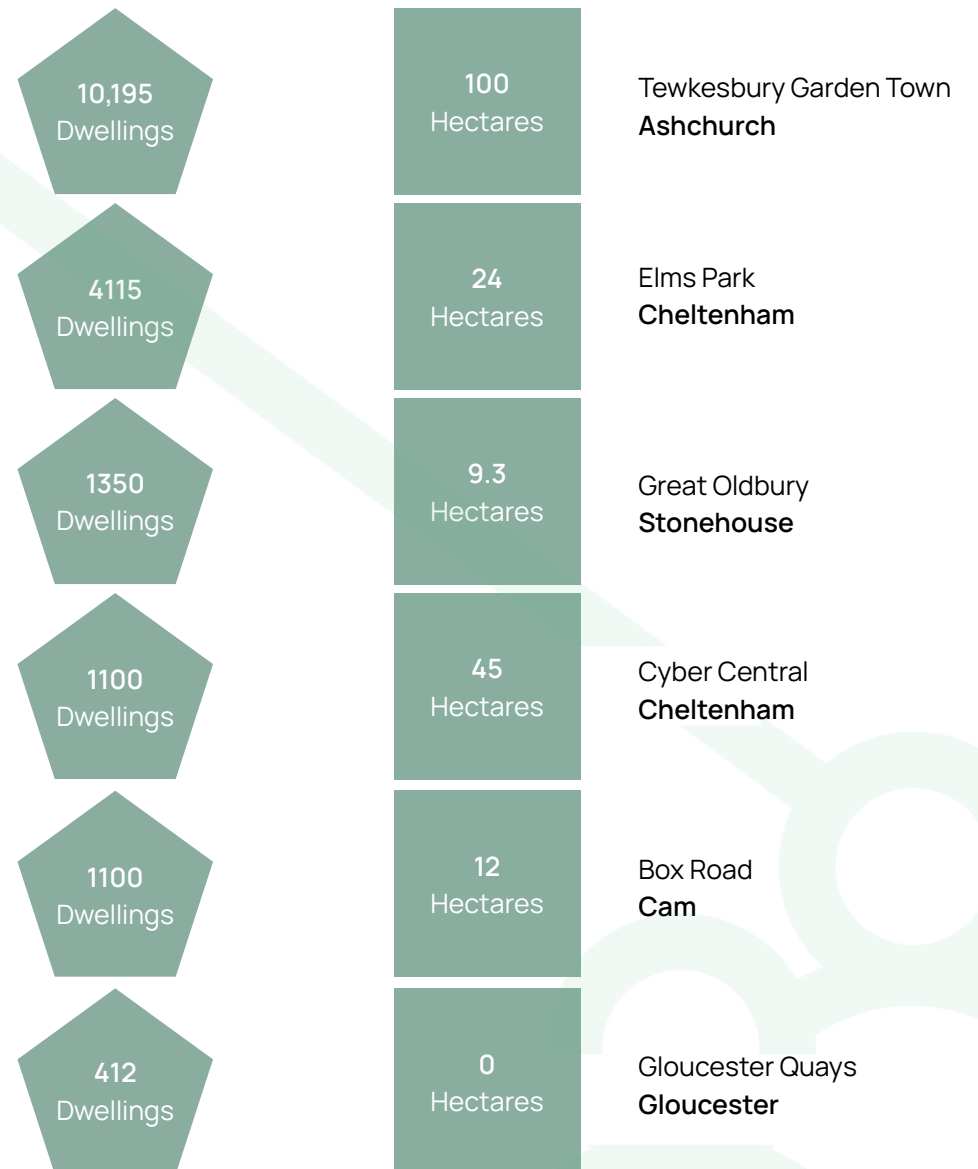 10,195
Dwellings
100
Hectares
Tewkesbury Garden Town
Ashchurch
4115
Dwellings
24
Hectares
Elms Park
Cheltenham
1350
Dwellings
9.3
Hectares
Great Oldbury
Stonehouse
1100
Dwellings
45
Hectares
Cyber Central
Cheltenham
1100
Dwellings
12
Hectares
Box Road
Cam
412
Dwellings
0
Hectares
Gloucester Quays
Gloucester